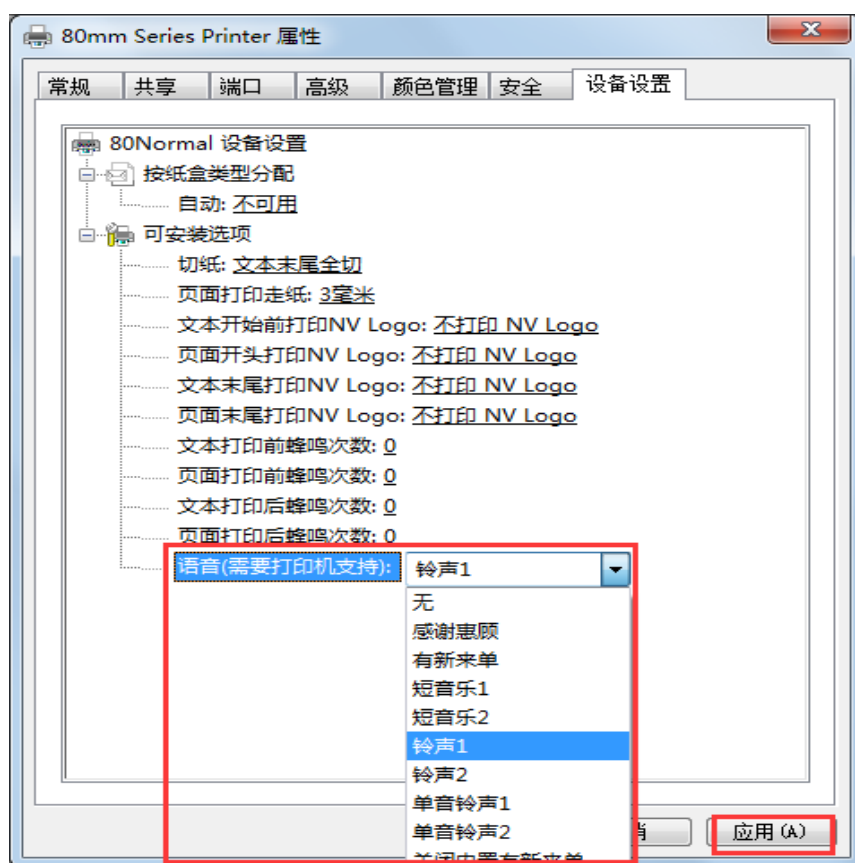 80mm Series Printer 属性
常规 共享 端口 高级 颜色管理 安全 设备设置
80Normal 设备设置
按纸盒类型分配
自动: 不可用
可安装选项
切纸: 文本末尾全切
页面打印走纸: 3毫米
文本开始前打印NV Logo: 不打印 NV Logo
页面开头打印NV Logo: 不打印 NV Logo
文本末尾打印NV Logo: 不打印 NV Logo
页面末尾打印NV Logo: 不打印 NV Logo
文本打印前蜂鸣次数: 0
页面打印前蜂鸣次数: 0
文本打印后蜂鸣次数: 0
页面打印后蜂鸣次数: 0
语音(需要打印机支持): 铃声1
无
感谢惠顾
有新来单
短音乐1
短音乐2
铃声1
铃声2
单音铃声1
单音铃声2
关闭内置有新来单
应用(A)